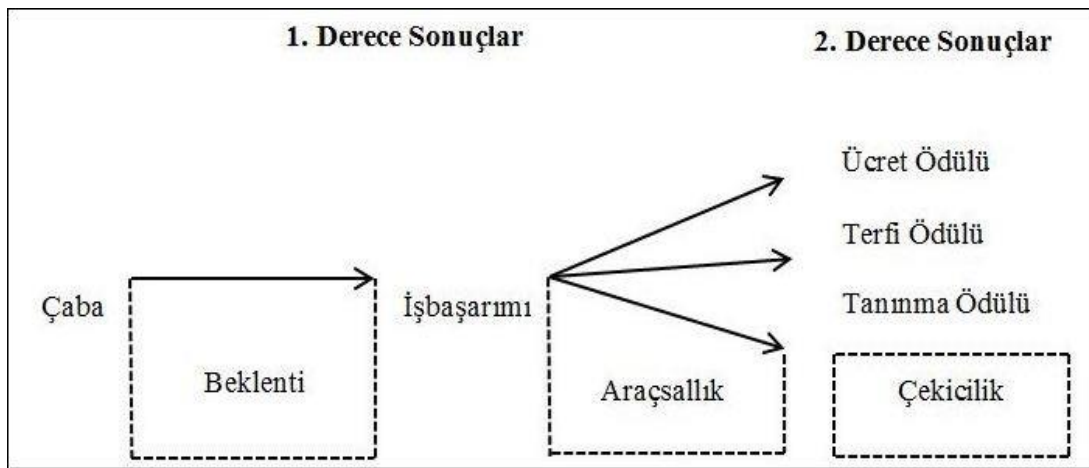 1. Derece Sonuçlar
2. Derece Sonuçlar
Ücret Ödülü
Terfi Ödülü
Çaba
İşbaşarımı
Tanınma Ödülü
Beklenti
Araçsallık
Çekicilik